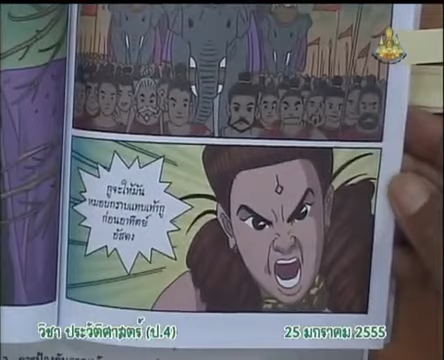 กูจะให้มัน
หมอบกราบแทบเท้ากู
ก่อนอาทิตย์
อัสดง
วิชา ประวัติศาสตร์ (ป.4)
25 มกราคม 2555